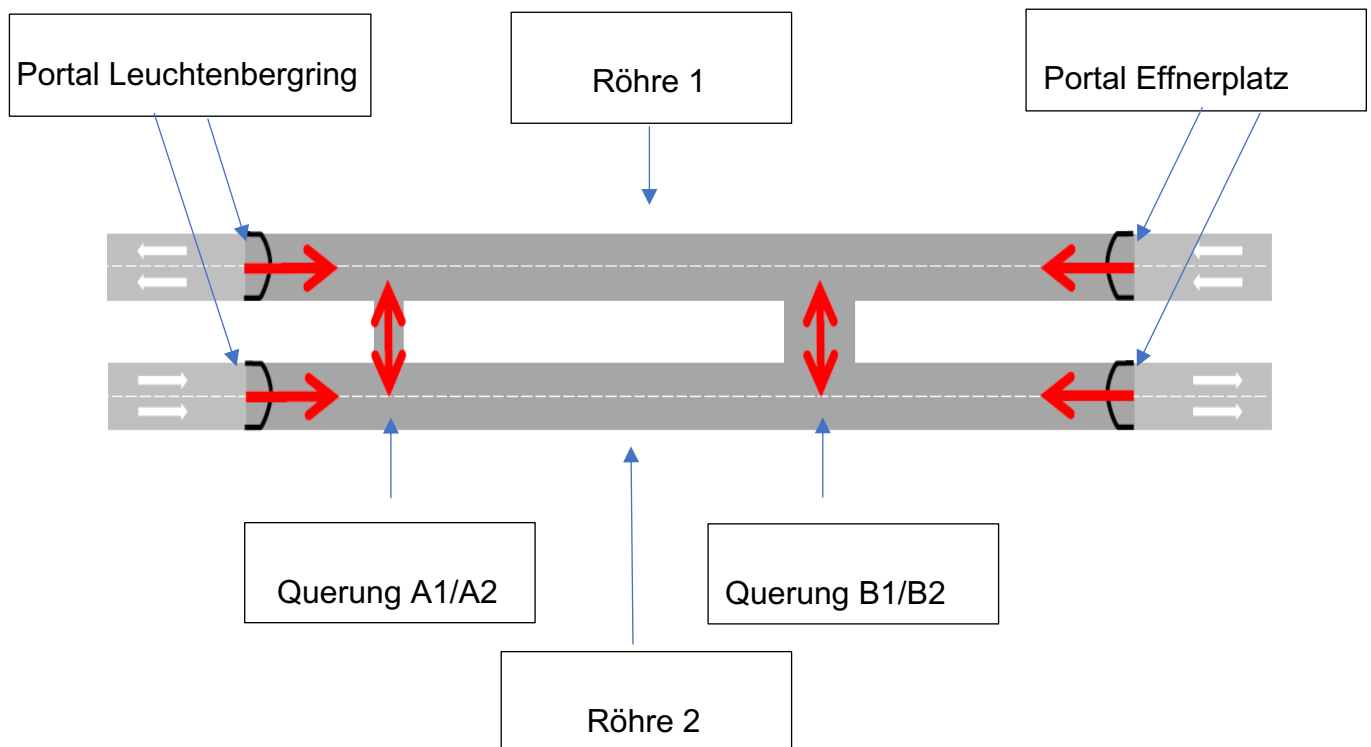 Portal Leuchtenbergring
Röhre 1
Portal Effnerplatz
Querung A1/A2
Querung B1/B2
Röhre 2